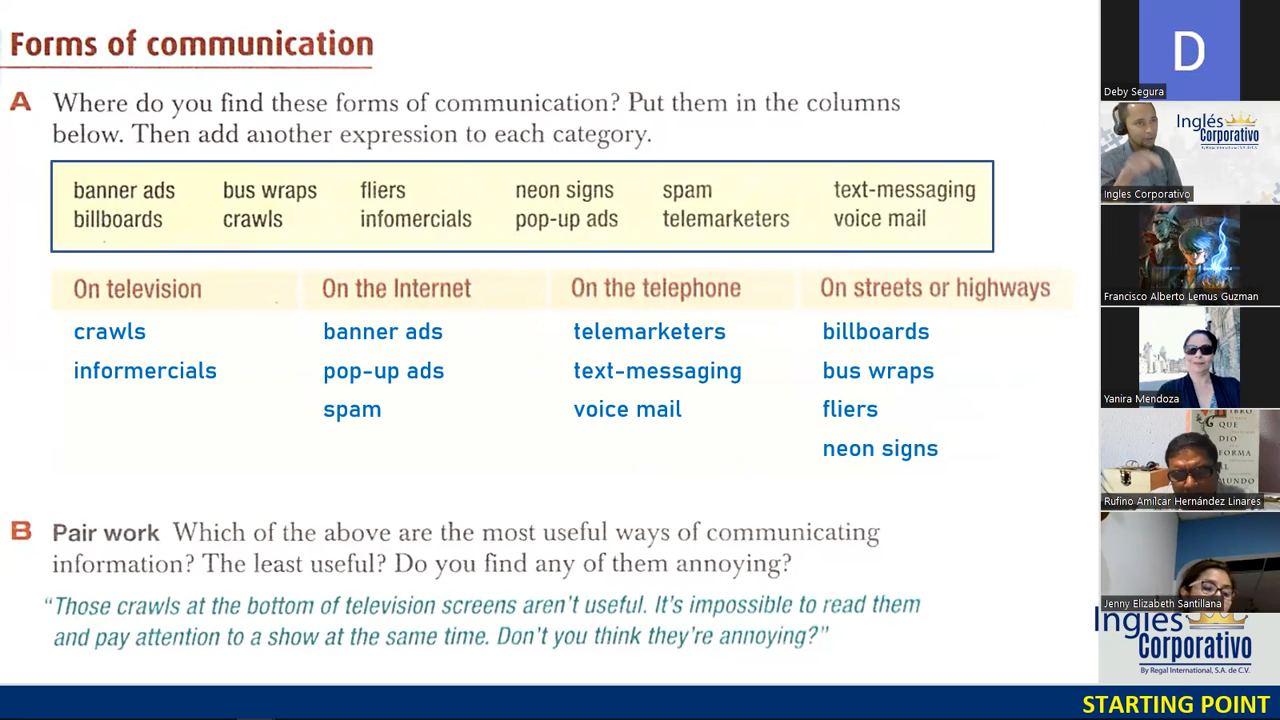 Forms of communication
A Where do you find these forms of communication? Put them in the columns
below. Then add another expression to each category.
banner ads bus wraps fliers neon signs spam text-messaging
billboards crawls infomercials pop-up ads telemarketers voice mail
On television On the Internet On the telephone On streets or highways
crawls banner ads telemarketers billboards
informercials pop-up ads text-messaging bus wraps
spam voice mail fliers
neon signs
B Pair work Which of the above are the most useful ways of communicating
information? The least useful? Do you find any of them annoying?
"Those crawls at the bottom of television screens aren't useful. It's impossible to read them
and pay attention to a show at the same time. Don't you think they're annoying?"
STARTING POINT
D
Deby Segura
Inglés
Corporativo
Ingles Corporativo
Francisco Alberto Lemus Guzman
Yanira Mendoza
QUE
DIO
FORMA
AL
MUNDO
Rufino Amílcar Hernández Linares
Jenny Elizabeth Santillana
Inglés
Corporativo
By Regal International, S.A. de C.V.